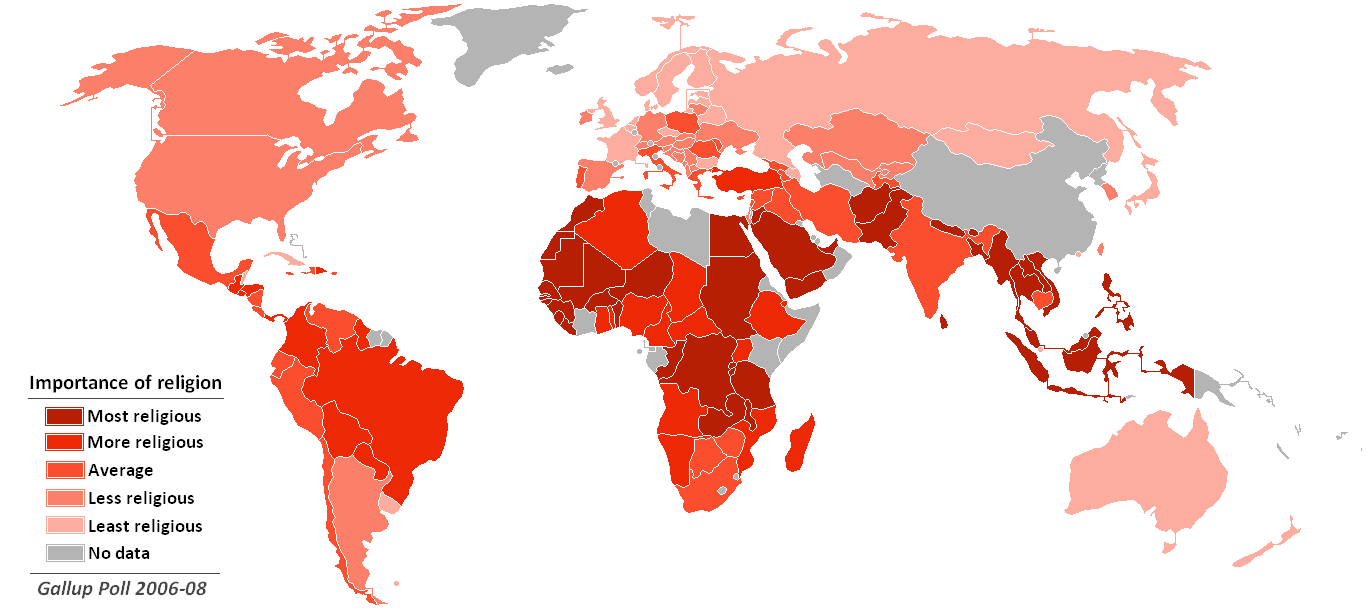 Importance of religion
Most religious
More religious
Average
Less religious
Least religious
No data
Gallup Poll 2006-08